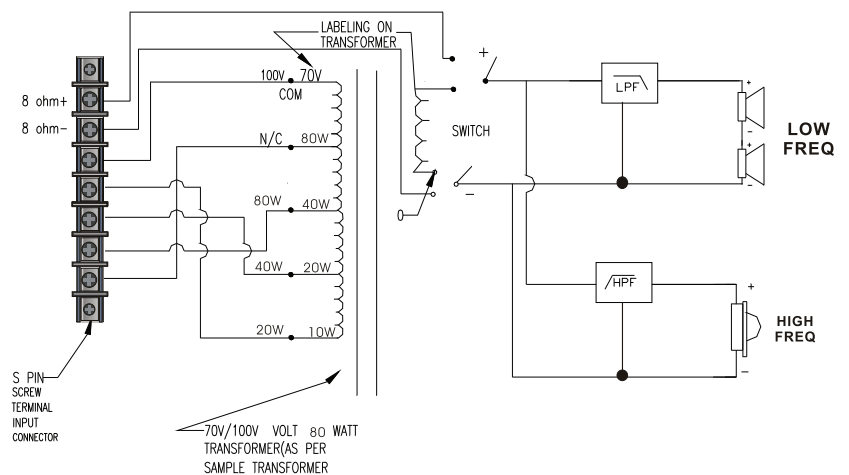 LABELING ON
TRANSFORMER
100V 70V
COM
8 ohm+
8 ohm-
N/C 80W
80W 40W
40W 20W
20W 10W
0
+
SWITCH
-
LPF
+
-
+
-
LOW
FREQ
HPF
+
-
HIGH
FREQ
S PIN
SCREW
TERMINAL
INPUT
CONNECTOR
70V/100V VOLT 80 WATT
TRANSFORMER(AS PER
SAMPLE TRANSFORMER